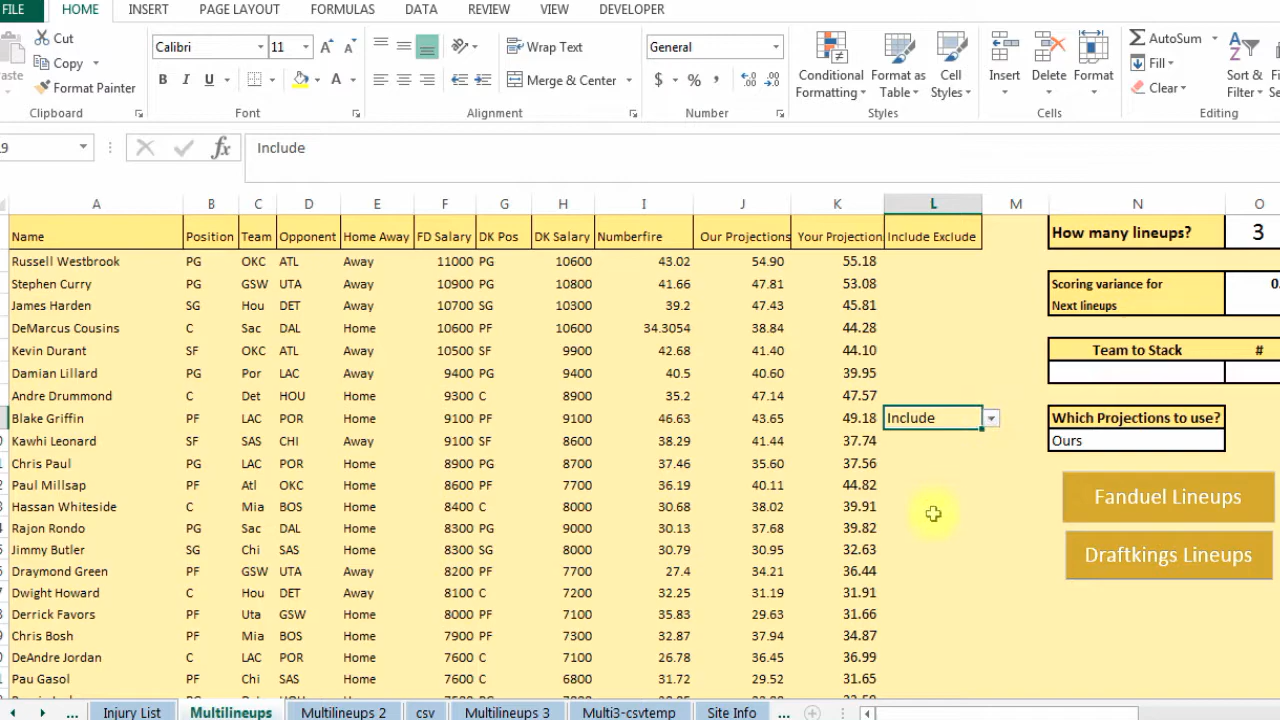 FILE HOME INSERT PAGE LAYOUT FORMULAS DATA REVIEW VIEW DEVELOPER
Cut
Copy
Format Painter
Clipboard
Calibri 11
B I U
Font
Wrap Text
Merge & Center
Alignment
General
$ % ,
Number
Conditional Formatting
Format as Table
Cell Styles
Styles
Insert Delete Format
Cells
AutoSum
Fill
Clear
Sort & Filter
Editing
fx Include
A B C D E F G H I J K L M N O
Name Position Team Opponent Home Away FD Salary DK Pos DK Salary Numberfire Our Projections Your Projection Include Exclude How many lineups? 3
Russell Westbrook PG OKC ATL Away 11000 PG 10600 43.02 54.90 55.18
Stephen Curry PG GSW UTA Away 10900 PG 10800 41.66 47.81 53.08 Scoring variance for
James Harden SG Hou DET Away 10700 SG 10300 39.2 47.43 45.81 Next lineups
DeMarcus Cousins C Sac DAL Home 10600 PF 10600 34.3054 38.84 44.28
Kevin Durant SF OKC ATL Away 10500 SF 9900 42.68 41.40 44.10 Team to Stack #
Damian Lillard PG Por LAC Away 9400 PG 9400 40.5 40.60 39.95
Andre Drummond C Det HOU Home 9300 C 8900 35.2 47.14 47.57
Blake Griffin PF LAC POR Home 9100 PF 9100 46.63 43.65 49.18 Include Which Projections to use?
Kawhi Leonard SF SAS CHI Away 9100 SF 8600 38.29 41.44 37.74 Ours
Chris Paul PG LAC POR Home 8900 PG 8700 37.46 35.60 37.56
Paul Millsap PF Atl OKC Home 8600 PF 7700 36.19 40.11 44.82
Hassan Whiteside C Mia BOS Home 8400 C 8000 30.68 38.02 39.91 Fanduel Lineups
Rajon Rondo PG Sac DAL Home 8300 PG 9000 30.13 37.68 39.82
Jimmy Butler SG Chi SAS Home 8300 SG 8000 30.79 30.95 32.63 Draftkings Lineups
Draymond Green PF GSW UTA Away 8200 PF 7700 27.4 34.21 36.44
Dwight Howard C Hou DET Away 8100 C 7200 32.25 31.19 31.91
Derrick Favors PF Uta GSW Home 8000 PF 7100 35.83 29.63 31.66
Chris Bosh PF Mia BOS Home 7900 PF 7300 32.87 37.94 34.87
DeAndre Jordan C LAC POR Home 7600 C 7100 26.78 36.45 36.99
Pau Gasol PF Chi SAS Home 7600 C 6800 31.72 29.52 31.65
... Injury List Multilineups Multilineups 2 csv Multilineups 3 Multi3-csvtemp Site Info ...